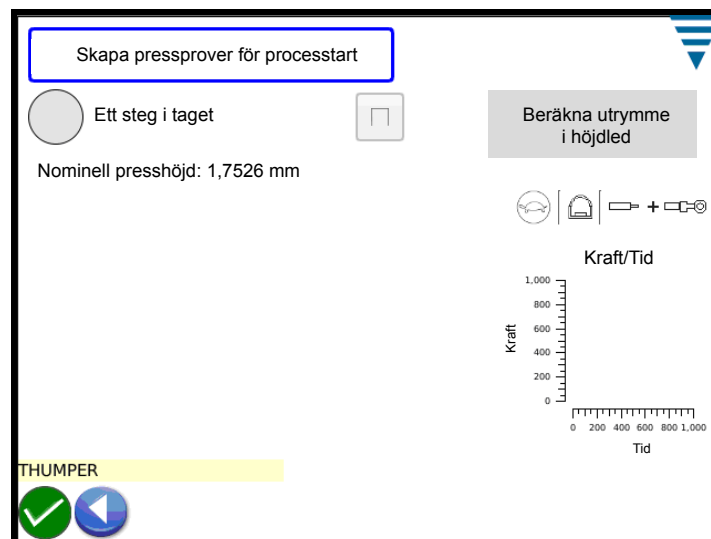 Skapa pressprover för processtart
Ett steg i taget
Beräkna utrymme
i höjdled
Nominell presshöjd: 1,7526 mm
Kraft/Tid
1,000
800
600
400
200
0
Kraft
0 200 400 600 800 1,000
Tid
THUMPER